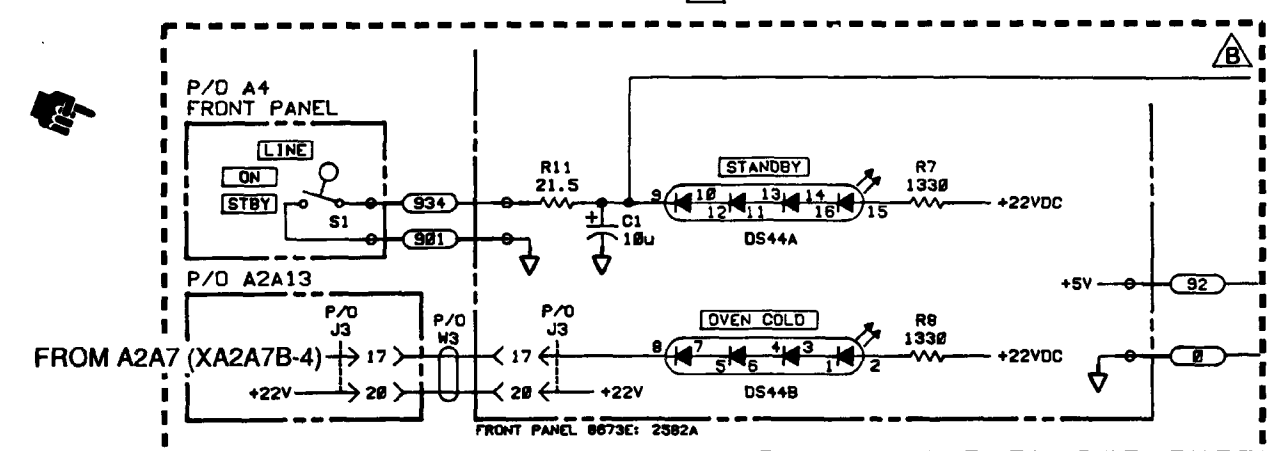 B
P/O A4
FRONT PANEL
LINE
ON
STBY
S1
934
901
R11
21.5
C1
10u
+
STANDBY
9 10 13 14
12 11 16 15
DS44A
R7
1330
+22VDC
P/O A2A13
P/O
J3
P/O
W3
P/O
J3
FROM A2A7 (XA2A7B-4)
17
17
+22V
20
20
+22V
OVEN COLD
8 7 4 3
5 6 1 2
DS44B
R8
1330
+22VDC
+5V
92
0
FRONT PANEL 8673E: 2582A